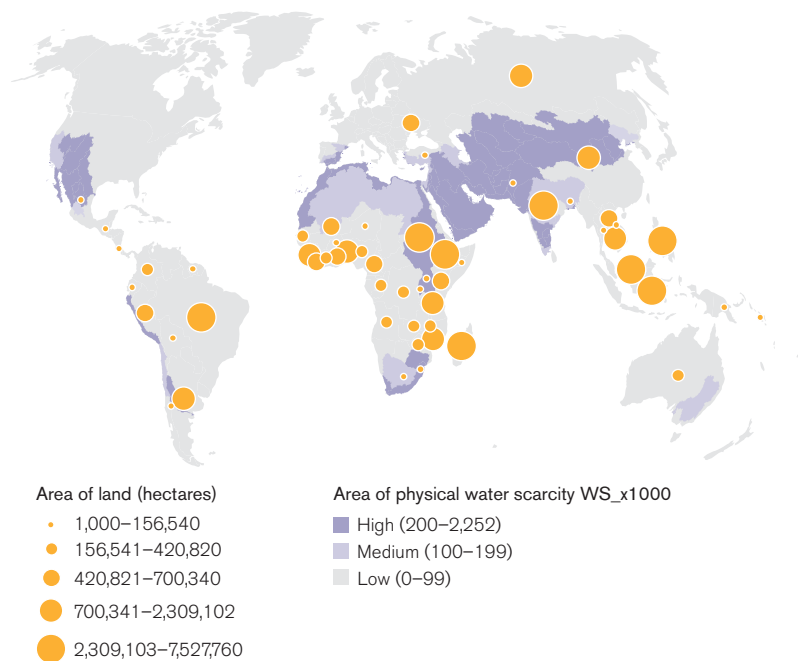 Area of land (hectares)
1,000–156,540
156,541–420,820
420,821–700,340
700,341–2,309,102
2,309,103–7,527,760
Area of physical water scarcity WS_x1000
High (200–2,252)
Medium (100–199)
Low (0–99)